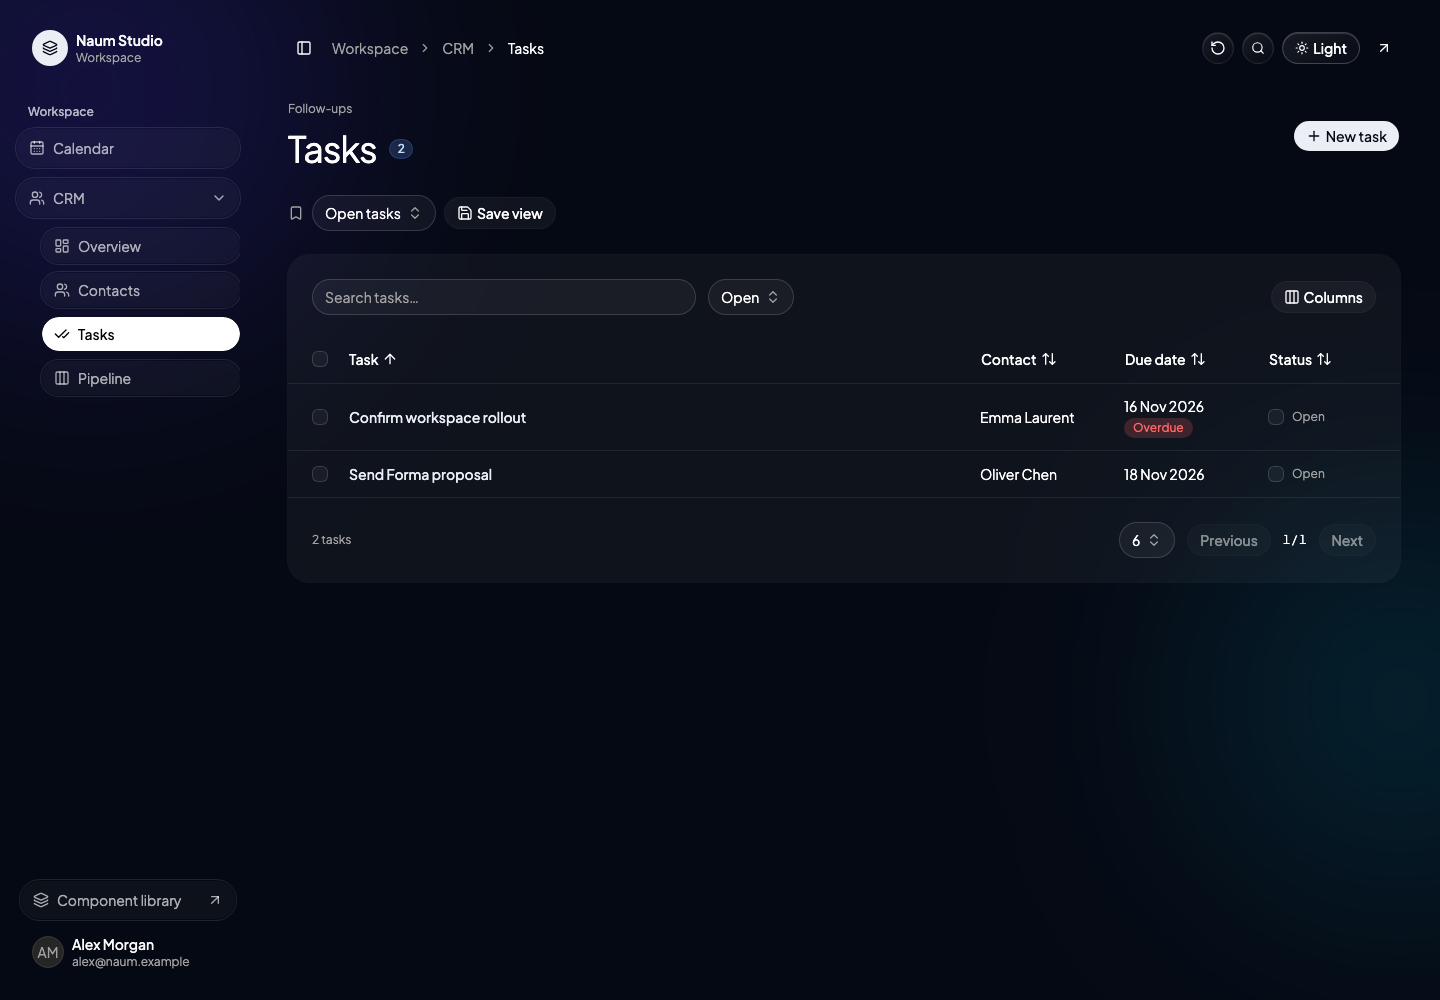 Naum Studio
Workspace
Workspace
Calendar
CRM
Overview
Contacts
Tasks
Pipeline
Component library
AM
Alex Morgan
alex@naum.example
Workspace > CRM > Tasks
Light
Follow-ups
Tasks 2
New task
Open tasks
Save view
Search tasks...
Open
Columns
Task Contact Due date Status
Confirm workspace rollout Emma Laurent 16 Nov 2026 Open
Overdue
Send Forma proposal Oliver Chen 18 Nov 2026 Open
2 tasks
6
Previous
1/1
Next